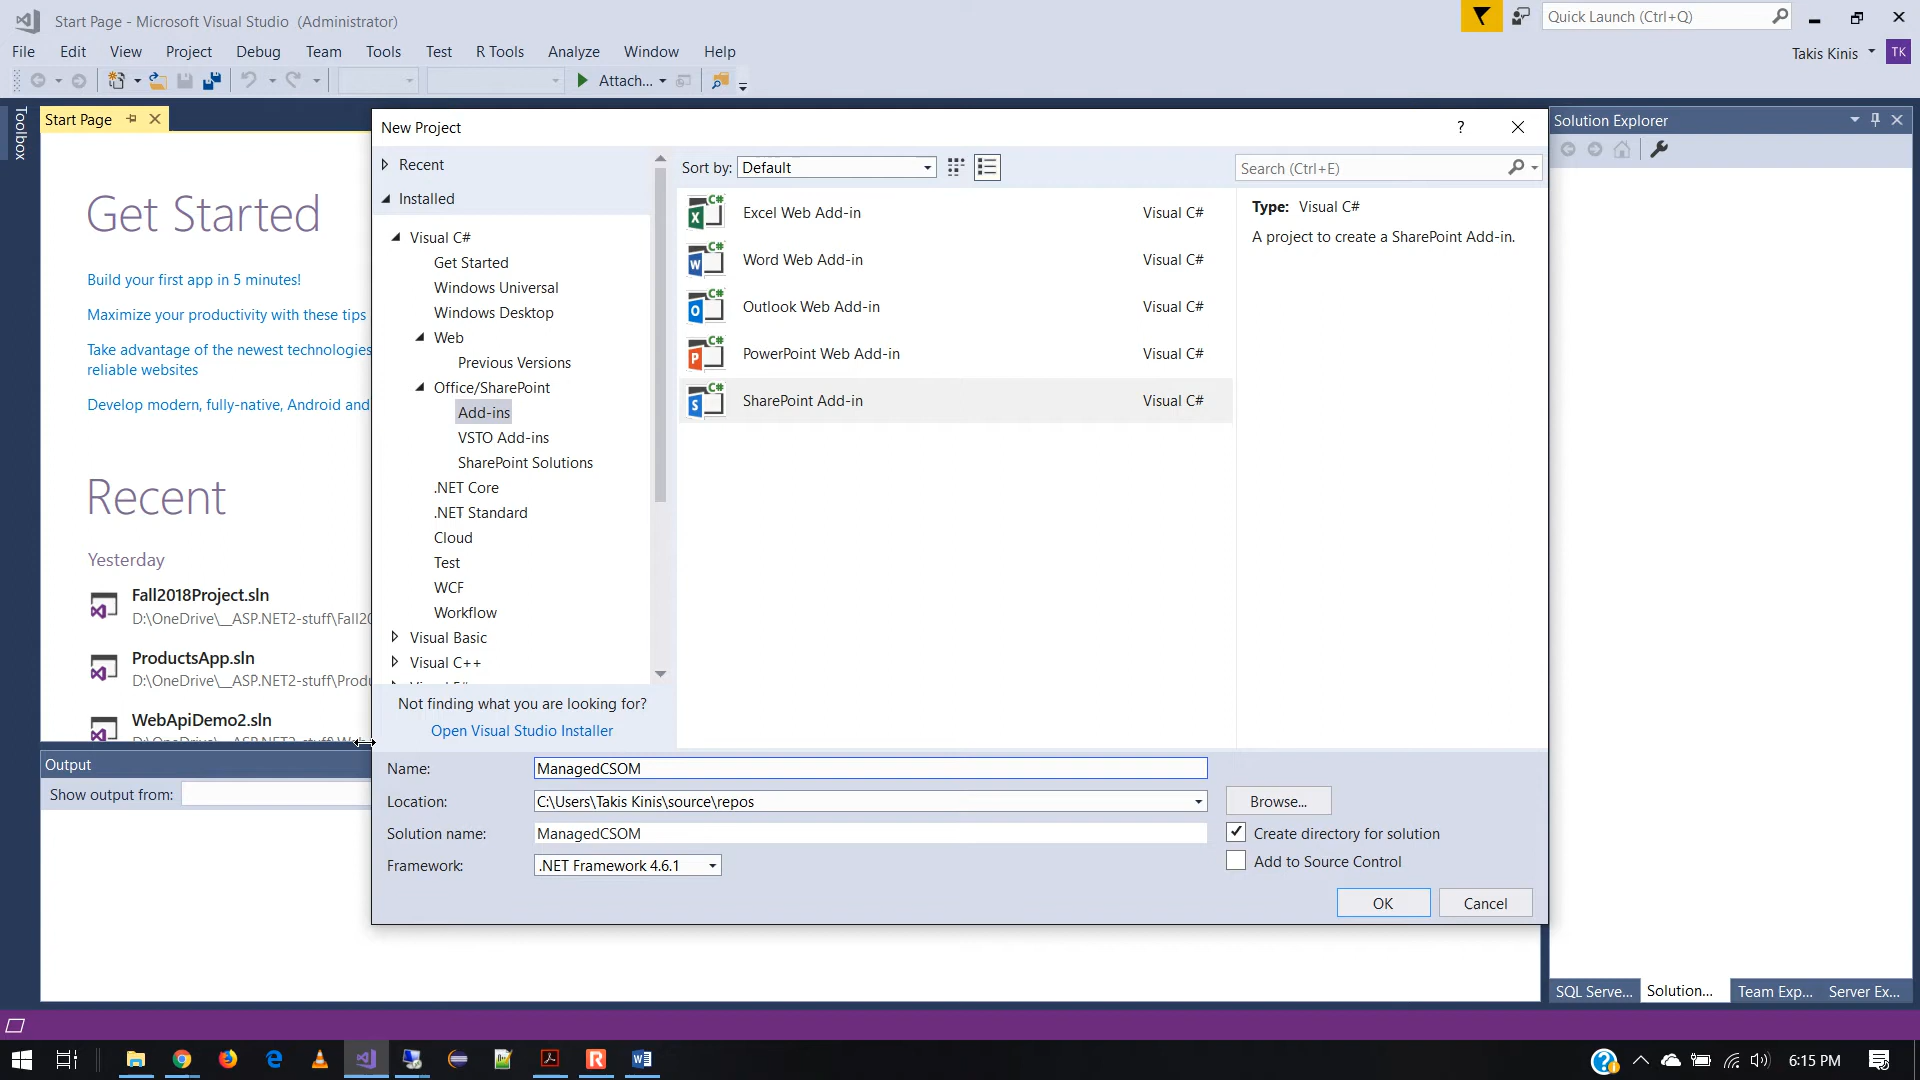 Start Page - Microsoft Visual Studio (Administrator)
Quick Launch (Ctrl+Q)
File Edit View Project Debug Team Tools Test R Tools Analyze Window Help
Takis Kinis
TK
Attach...
Toolbox
Start Page
Get Started
Build your first app in 5 minutes!
Maximize your productivity with these tips
Take advantage of the newest technologies
reliable websites
Develop modern, fully-native, Android and
Recent
Yesterday
Fall2018Project.sln
D:\OneDrive\__ASP.NET2-stuff\Fall20
ProductsApp.sln
D:\OneDrive\__ASP.NET2-stuff\Produ
WebApiDemo2.sln
Output
Show output from:
New Project
?
Recent
Installed
Visual C#
Get Started
Windows Universal
Windows Desktop
Web
Previous Versions
Office/SharePoint
Add-ins
VSTO Add-ins
SharePoint Solutions
.NET Core
.NET Standard
Cloud
Test
WCF
Workflow
Visual Basic
Visual C++
Not finding what you are looking for?
Open Visual Studio Installer
Sort by: Default
Search (Ctrl+E)
Excel Web Add-in Visual C#
Word Web Add-in Visual C#
Outlook Web Add-in Visual C#
PowerPoint Web Add-in Visual C#
SharePoint Add-in Visual C#
Type: Visual C#
A project to create a SharePoint Add-in.
Name: ManagedCSOM
Location: C:\Users\Takis Kinis\source\repos
Browse...
Solution name: ManagedCSOM
Create directory for solution
Framework: .NET Framework 4.6.1
Add to Source Control
OK
Cancel
Solution Explorer
SQL Serve... Solution... Team Exp... Server Ex...
6:15 PM